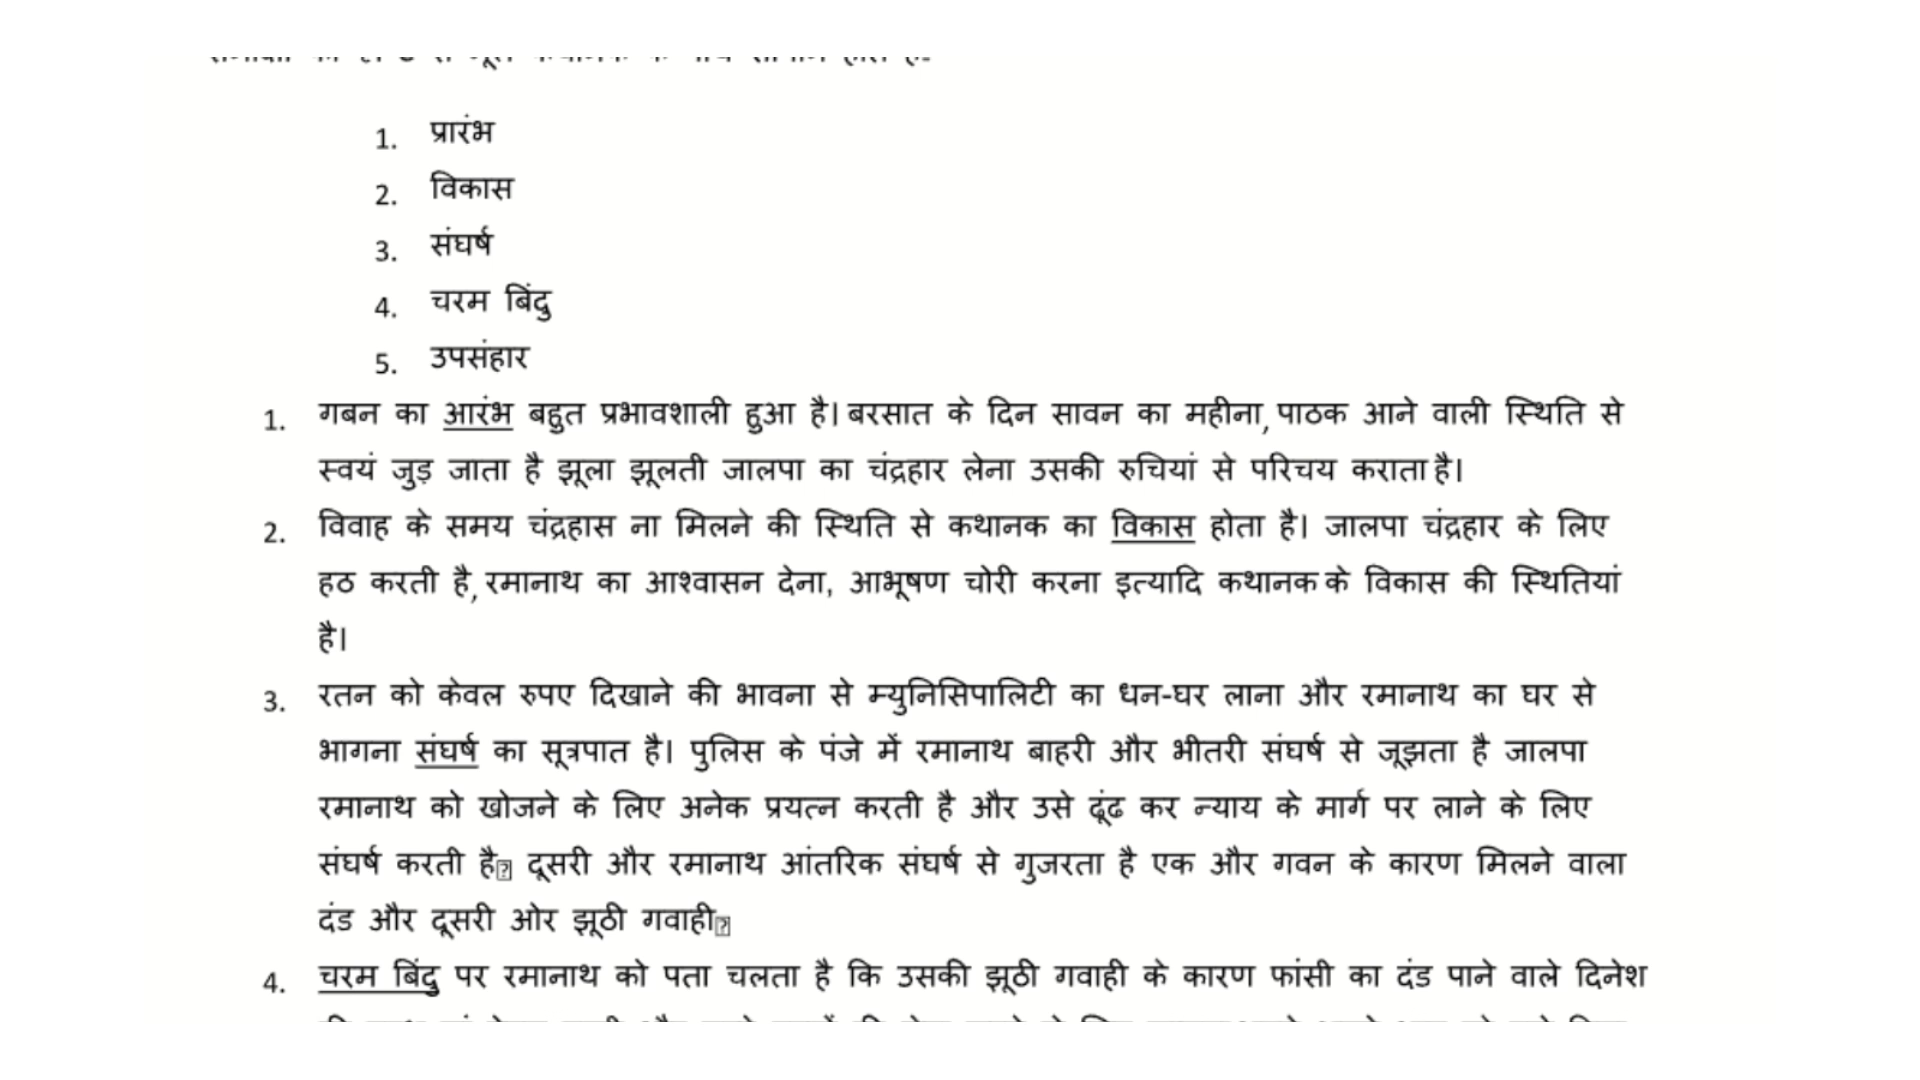 1. प्रारंभ
2. विकास
3. संघर्ष
4. चरम बिंदु
5. उपसंहार
1. गबन का आरंभ बहुत प्रभावशाली हुआ है। बरसात के दिन सावन का महीना, पाठक आने वाली स्थिति से
स्वयं जुड़ जाता है झूला झूलती जालपा का चंद्रहार लेना उसकी रुचियां से परिचय कराता है।
2. विवाह के समय चंद्रहास ना मिलने की स्थिति से कथानक का विकास होता है। जालपा चंद्रहार के लिए
हठ करती है, रमानाथ का आश्वासन देना, आभूषण चोरी करना इत्यादि कथानक के विकास की स्थितियां
है।
3. रतन को केवल रुपए दिखाने की भावना से म्युनिसिपालिटी का धन-घर लाना और रमानाथ का घर से
भागना संघर्ष का सूत्रपात है। पुलिस के पंजे में रमानाथ बाहरी और भीतरी संघर्ष से जूझता है जालपा
रमानाथ को खोजने के लिए अनेक प्रयत्न करती है और उसे ढूंढ कर न्याय के मार्ग पर लाने के लिए
संघर्ष करती है दूसरी और रमानाथ आंतरिक संघर्ष से गुजरता है एक और गवन के कारण मिलने वाला
दंड और दूसरी ओर झूठी गवाही
4. चरम बिंदु पर रमानाथ को पता चलता है कि उसकी झूठी गवाही के कारण फांसी का दंड पाने वाले दिनेश